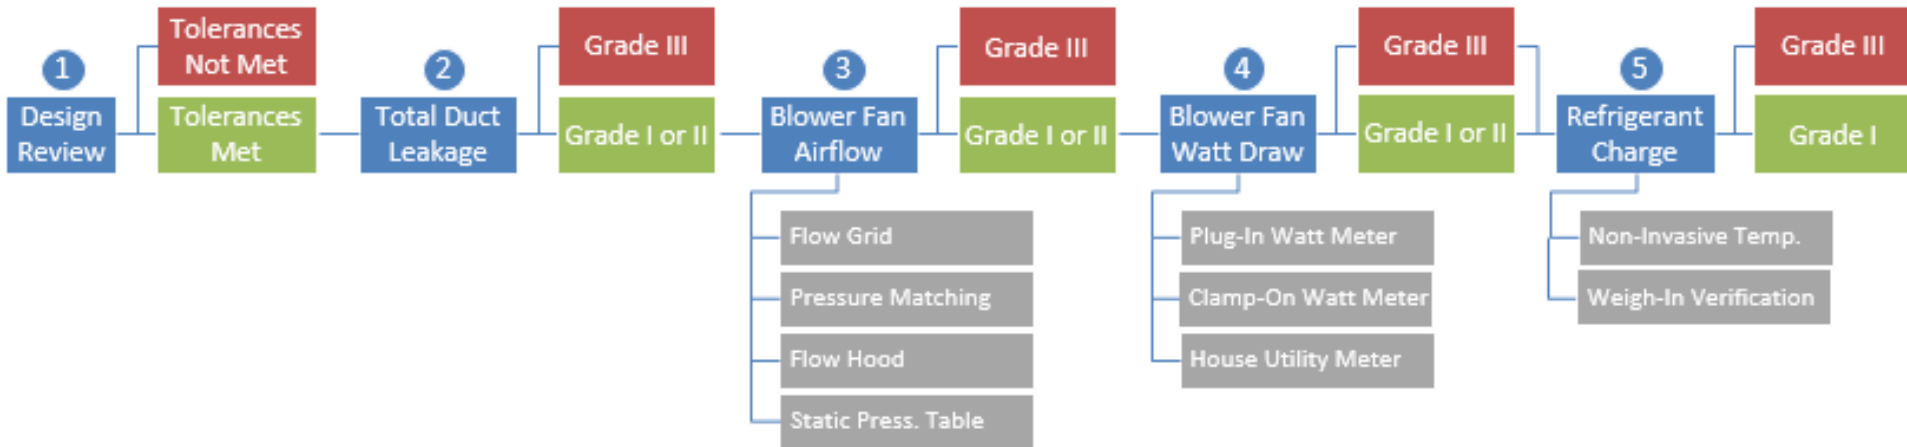 1
Design
Review
Tolerances
Not Met
Tolerances
Met
2
Total Duct
Leakage
Grade III
Grade I or II
3
Blower Fan
Airflow
Flow Grid
Pressure Matching
Flow Hood
Static Press. Table
Grade III
Grade I or II
4
Blower Fan
Watt Draw
Plug-In Watt Meter
Clamp-On Watt Meter
House Utility Meter
Grade III
Grade I or II
5
Refrigerant
Charge
Non-Invasive Temp.
Weigh-In Verification
Grade III
Grade I